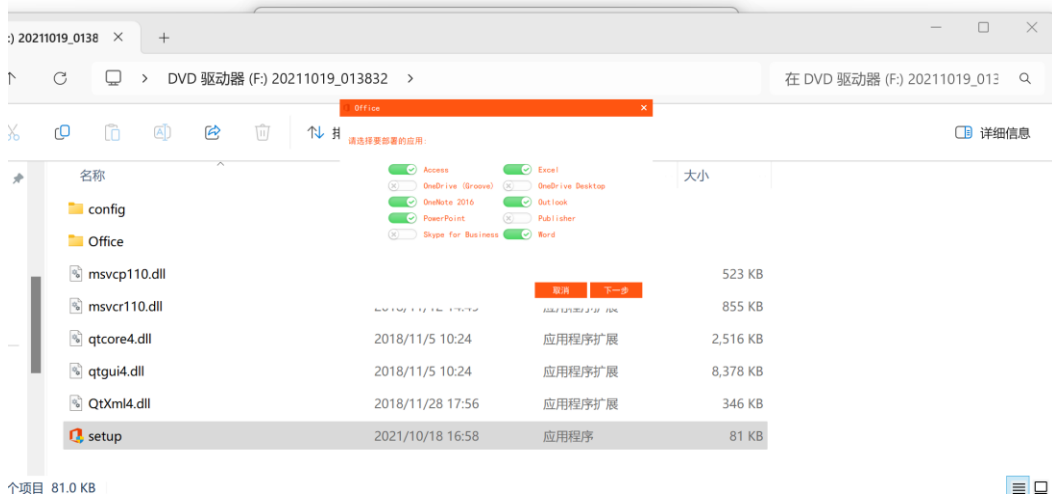 :) 20211019_0138
DVD 驱动器 (F:) 20211019_013832
在 DVD 驱动器 (F:) 20211019_013
Office
详细信息
请选择要部署的应用:
名称
大小
Access Excel
OneDrive (Groove) OneDrive Desktop
OneNote 2016 Outlook
PowerPoint Publisher
Skype for Business Word
取消 下一步
config
Office
msvcp110.dll 523 KB
msvcr110.dll 855 KB
qtcore4.dll 2018/11/5 10:24 应用程序扩展 2,516 KB
qtgui4.dll 2018/11/5 10:24 应用程序扩展 8,378 KB
QtXml4.dll 2018/11/28 17:56 应用程序扩展 346 KB
setup 2021/10/18 16:58 应用程序 81 KB
个项目 81.0 KB